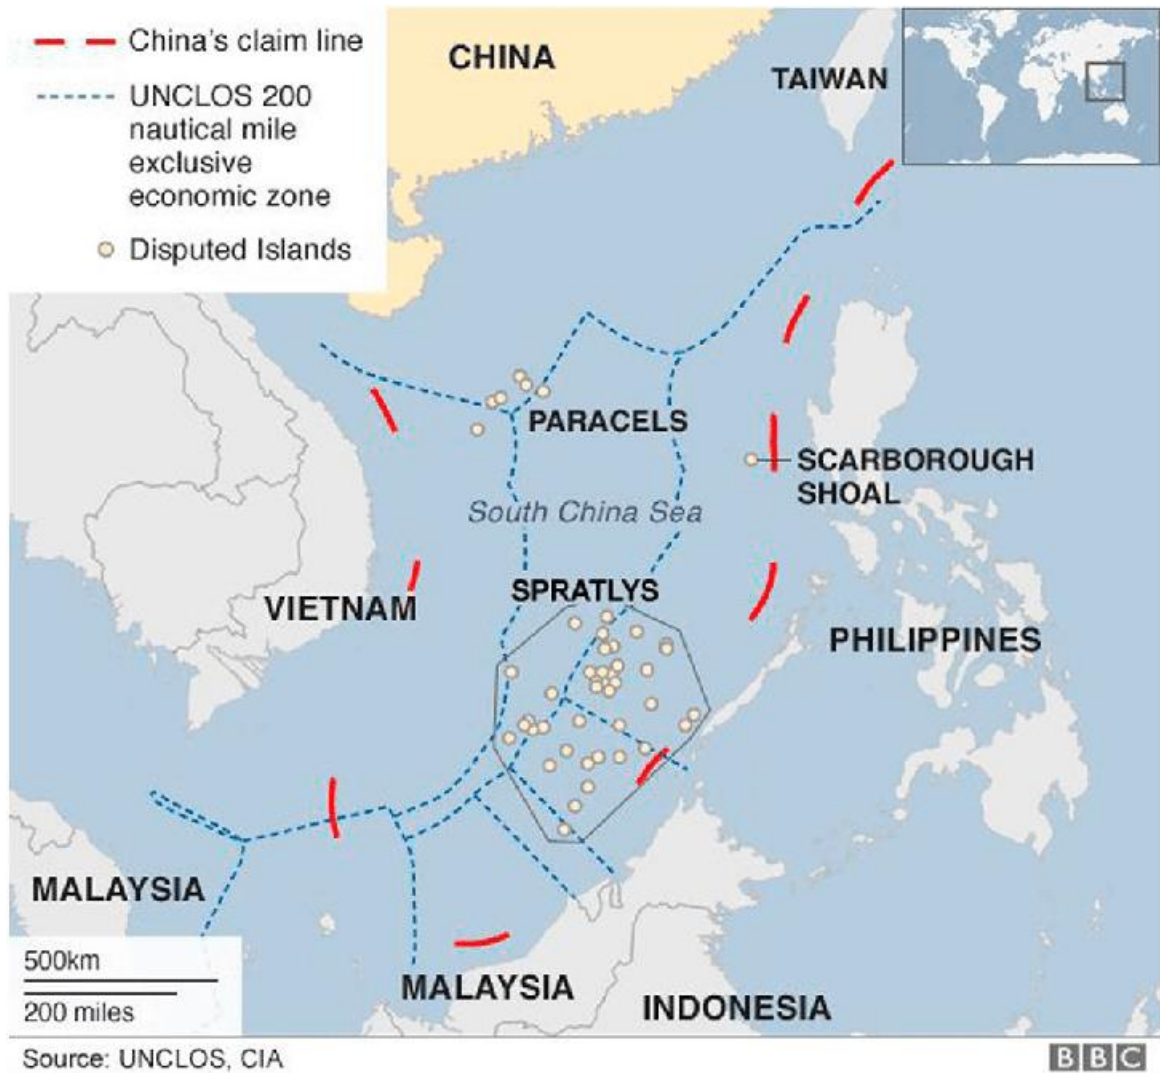 China's claim line
UNCLOS 200
nautical mile
exclusive
economic zone
Disputed Islands
CHINA
TAIWAN
PARACELS
SCARBOROUGH
SHOAL
South China Sea
SPRATLYS
VIETNAM
PHILIPPINES
MALAYSIA
MALAYSIA
INDONESIA
500km
200 miles
Source: UNCLOS, CIA
BBC